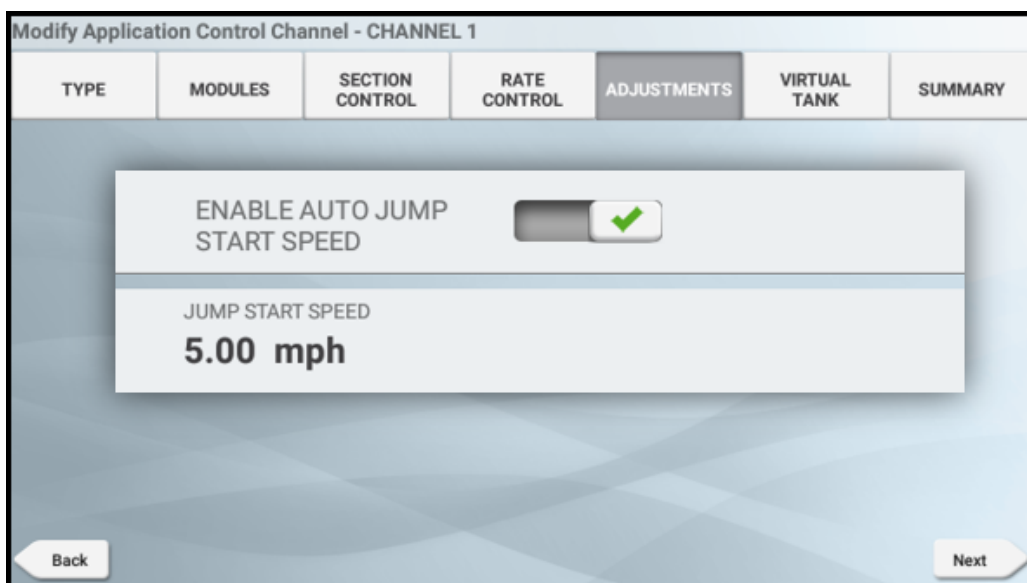 Modify Application Control Channel - CHANNEL 1
TYPE
MODULES
SECTION
CONTROL
RATE
CONTROL
ADJUSTMENTS
VIRTUAL
TANK
SUMMARY
ENABLE AUTO JUMP
START SPEED
JUMP START SPEED
5.00 mph
Back
Next